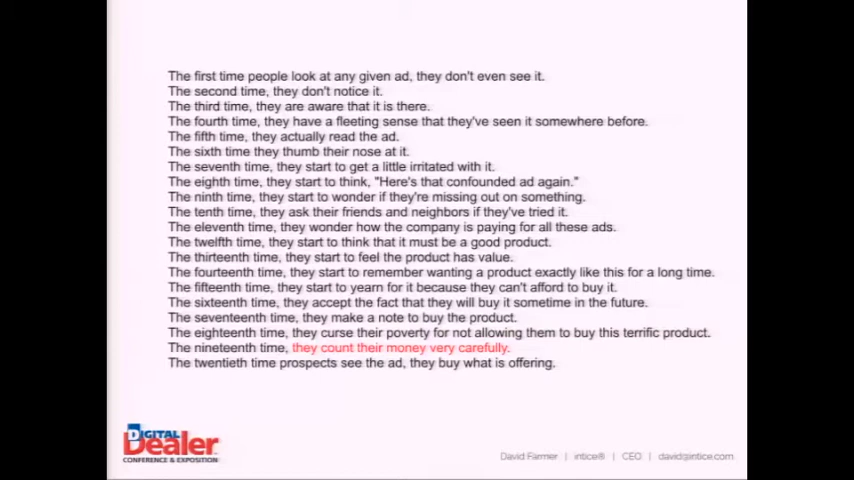 The first time people look at any given ad, they don't even see it.
The second time, they don't notice it.
The third time, they are aware that it is there.
The fourth time, they have a fleeting sense that they've seen it somewhere before.
The fifth time, they actually read the ad.
The sixth time they thumb their nose at it.
The seventh time, they start to get a little irritated with it.
The eighth time, they start to think, "Here's that confounded ad again."
The ninth time, they start to wonder if they're missing out on something.
The tenth time, they ask their friends and neighbors if they've tried it.
The eleventh time, they wonder how the company is paying for all these ads.
The twelfth time, they start to think that it must be a good product.
The thirteenth time, they start to feel the product has value.
The fourteenth time, they start to remember wanting a product exactly like this for a long time.
The fifteenth time, they start to yearn for it because they can't afford to buy it.
The sixteenth time, they accept the fact that they will buy it sometime in the future.
The seventeenth time, they make a note to buy the product.
The eighteenth time, they curse their poverty for not allowing them to buy this terrific product.
The nineteenth time, they count their money very carefully.
The twentieth time prospects see the ad, they buy what is offering.
DIGITAL
Dealer
CONFERENCE & EXPOSITION
David Farmer | intice® | CEO | david@intice.com